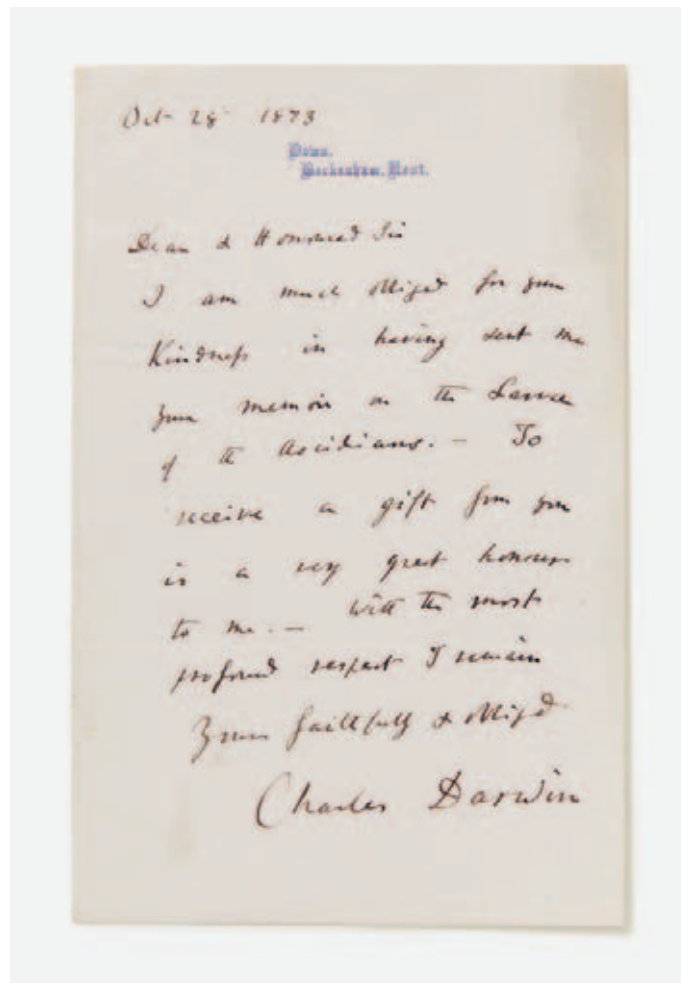 Oct 28 1873
Down,
Beckenham, Kent.
Dear & Honoured Sir
I am much obliged for your
Kindness in having sent me
your memoir on the Larvæ
of the Ascidians. — To
receive a gift from you
is a very great honour
to me. — With the most
profound respect I remain
Yours faithfully & obliged
Charles Darwin